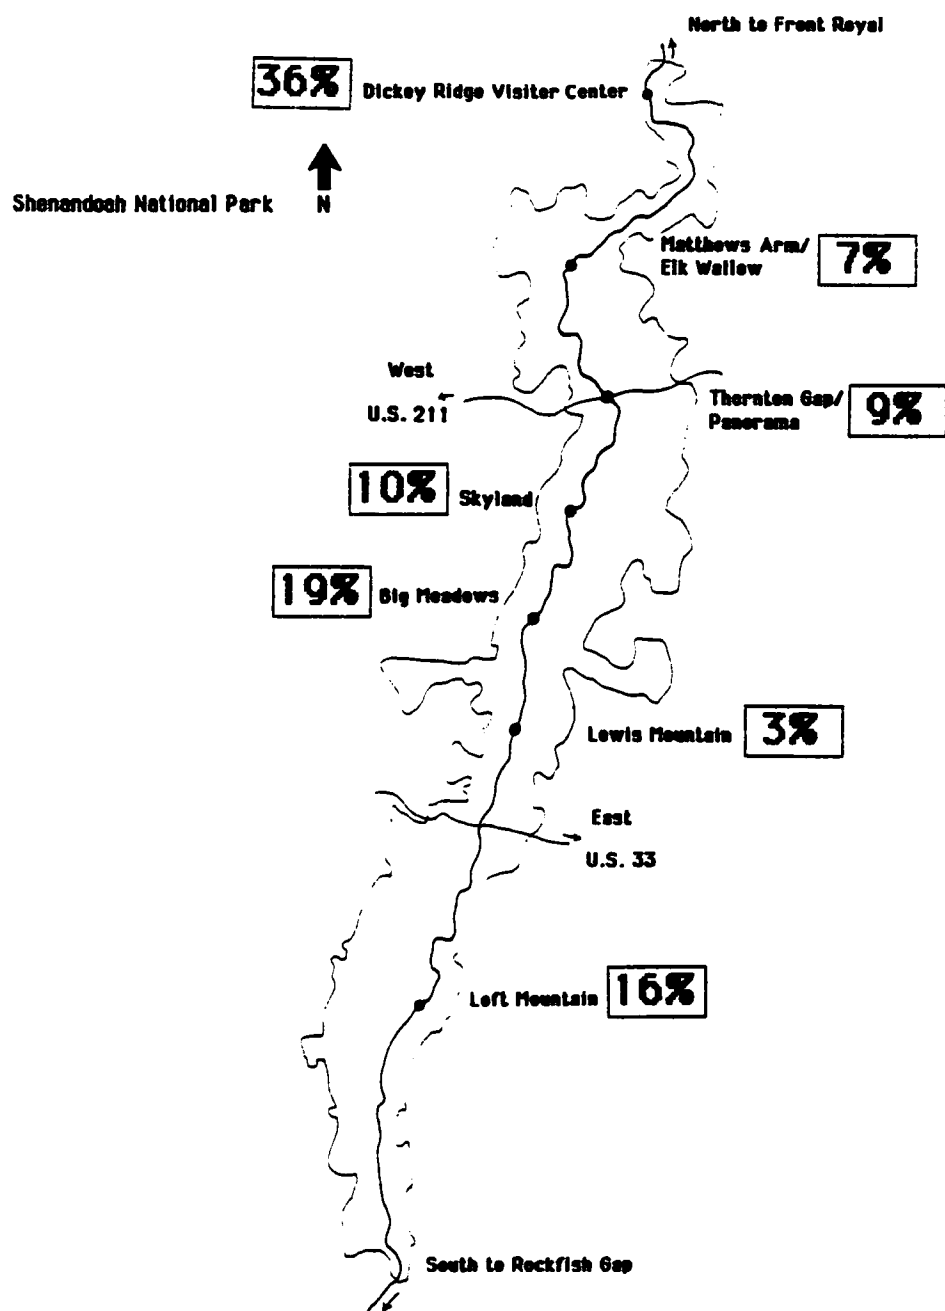 North to Front Royal
36%
Dickey Ridge Visitor Center
Shenandoah National Park
N
Matthews Arm/
Elk Wallow
7%
West
U.S. 211
Thornton Gap/
Panorama
9%
10%
Skyland
19%
Big Meadows
Lewis Mountain
3%
East
U.S. 33
Loft Mountain
16%
South to Rockfish Gap